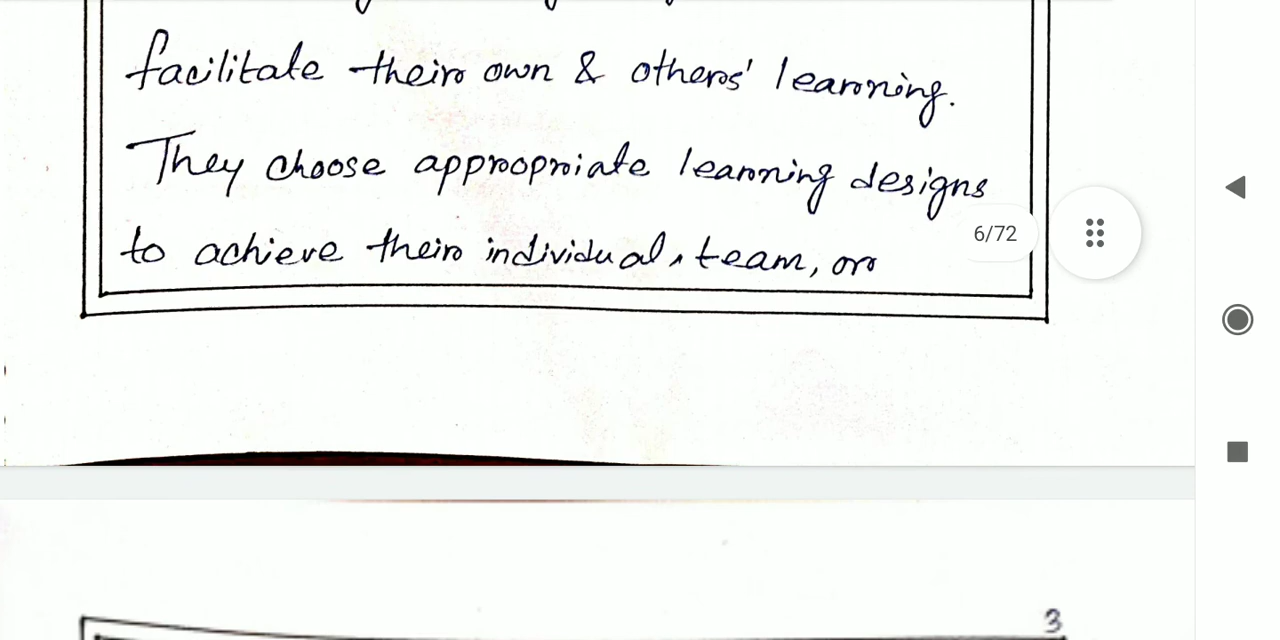 facilitate their own & others' learning.
They choose appropriate learning designs
to achieve their individual, team, or
6/72
3